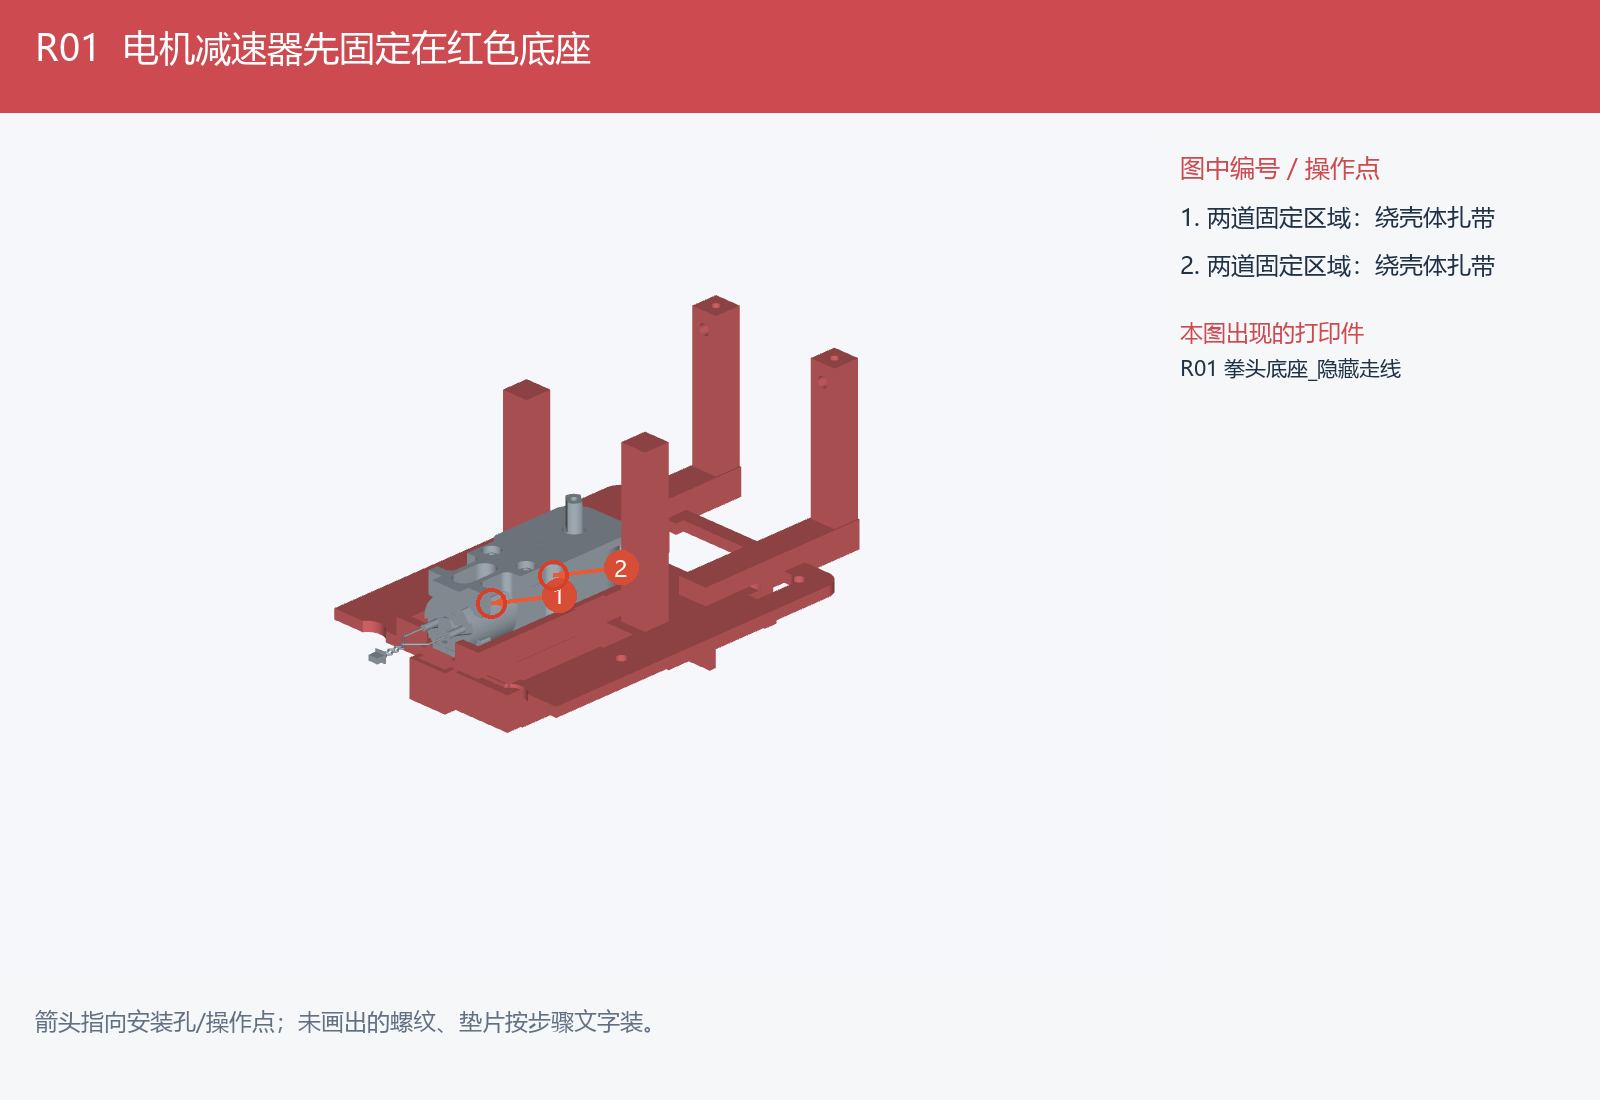 R01 电机减速器先固定在红色底座
图中编号 / 操作点
1. 两道固定区域：绕壳体扎带
2. 两道固定区域：绕壳体扎带
本图出现的打印件
R01 拳头底座_隐藏走线
2
1
箭头指向安装孔/操作点；未画出的螺纹、垫片按步骤文字装。